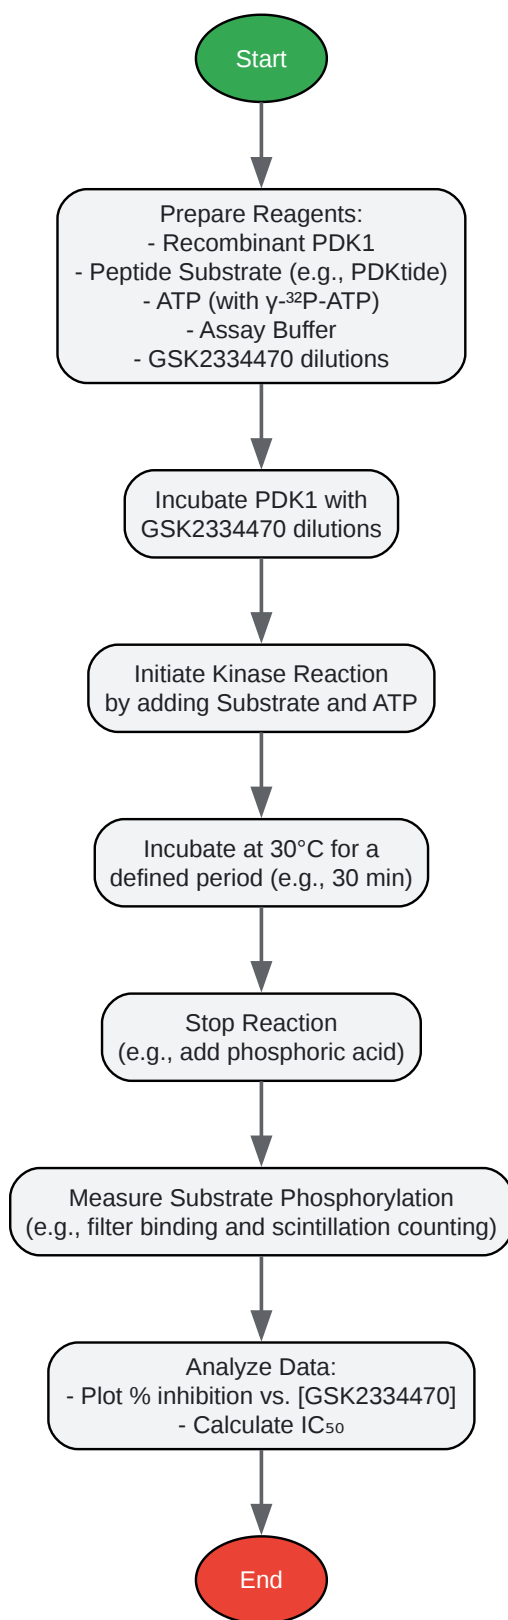 Start
Prepare Reagents:
- Recombinant PDK1
- Peptide Substrate (e.g., PDKtide)
- ATP (with γ-³²P-ATP)
- Assay Buffer
- GSK2334470 dilutions
Incubate PDK1 with
GSK2334470 dilutions
Initiate Kinase Reaction
by adding Substrate and ATP
Incubate at 30°C for a
defined period (e.g., 30 min)
Stop Reaction
(e.g., add phosphoric acid)
Measure Substrate Phosphorylation
(e.g., filter binding and scintillation counting)
Analyze Data:
- Plot % inhibition vs. [GSK2334470]
- Calculate IC₅₀
End